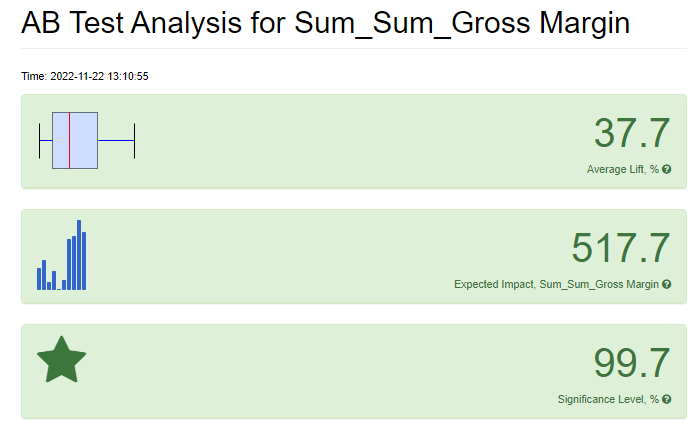 AB Test Analysis for Sum_Sum_Gross Margin
Time: 2022-11-22 13:10:55
37.7
Average Lift, %
517.7
Expected Impact, Sum_Sum_Gross Margin
99.7
Significance Level, %